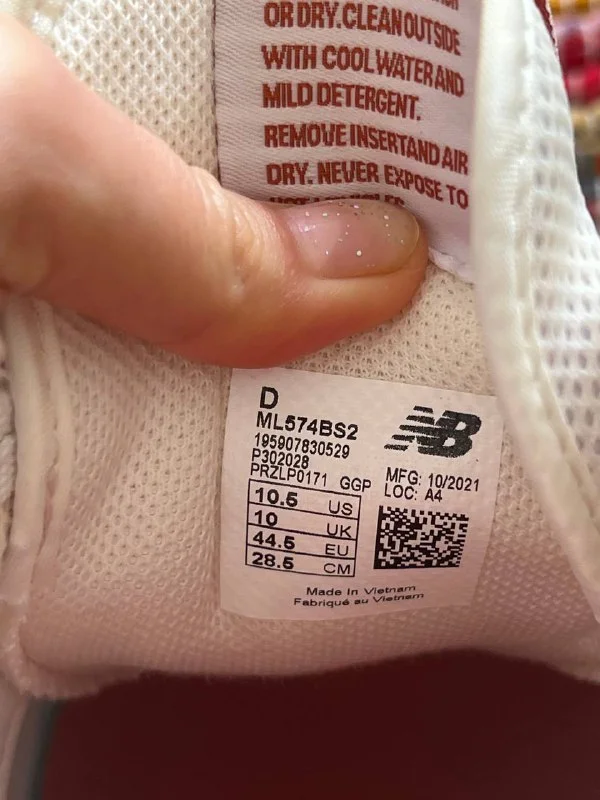 OR DRY. CLEAN OUTSIDE
WITH COOL WATER AND
MILD DETERGENT.
REMOVE INSERT AND AIR
DRY. NEVER EXPOSE TO
D
ML574BS2
195907830529
P302028
PRZLP0171 GGP
NB
MFG: 10/2021
LOC: A4
10.5 US
10 UK
44.5 EU
28.5 CM
Made In Vietnam
Fabriqué au Vietnam